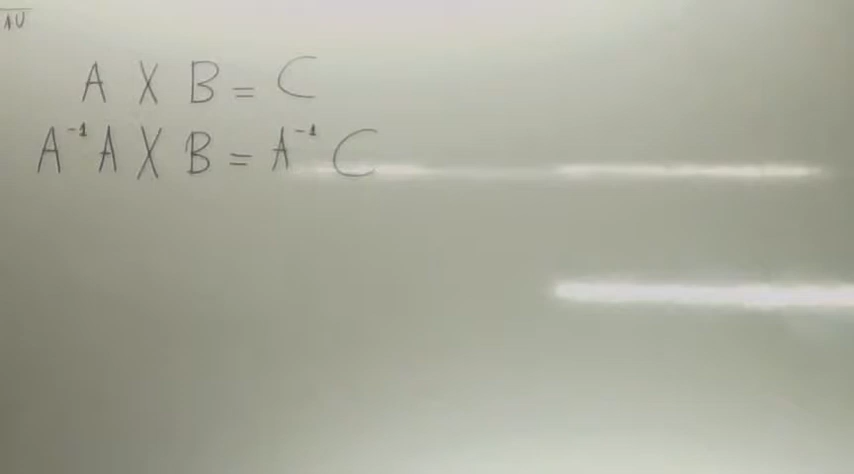 A X B = C
A⁻¹ A X B = A⁻¹ C